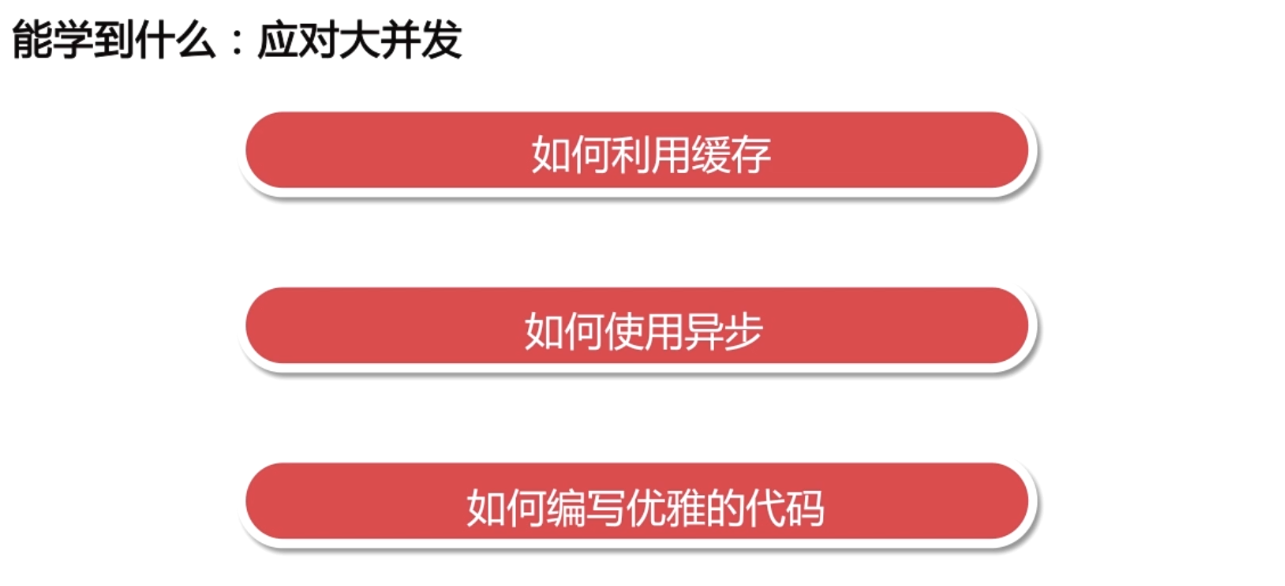 能学到什么：应对大并发
如何利用缓存
如何使用异步
如何编写优雅的代码